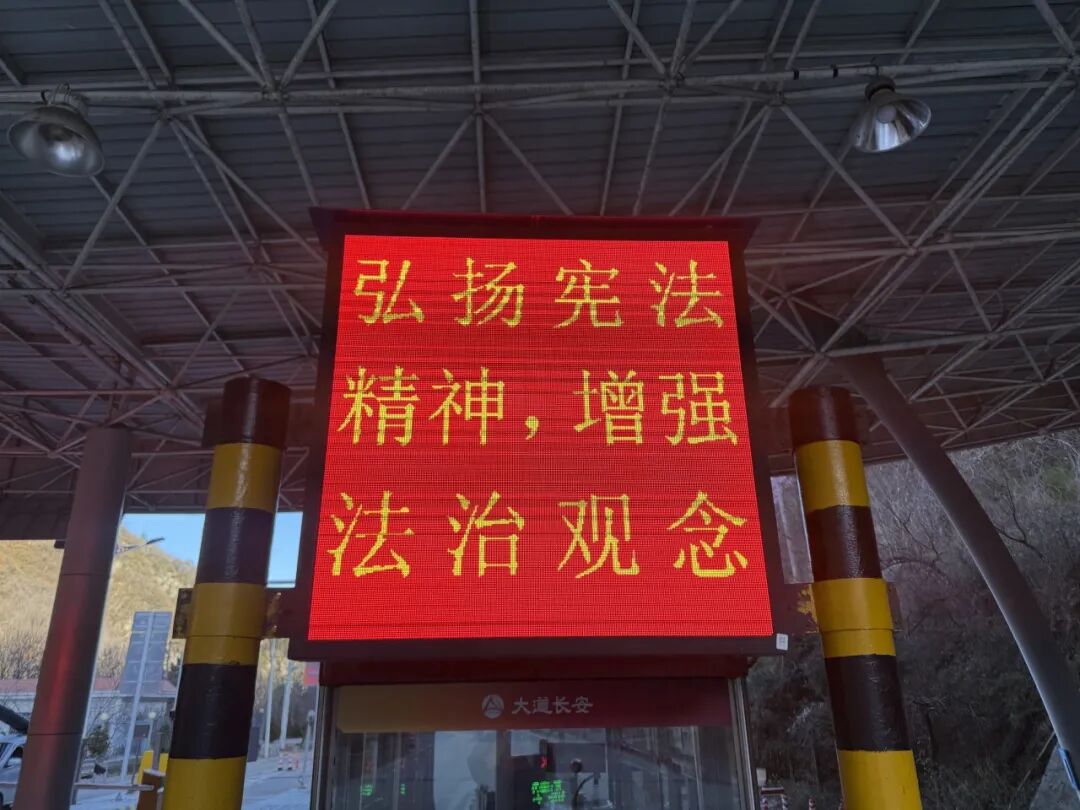 弘扬宪法
精神，增强
法治观念
大道长安